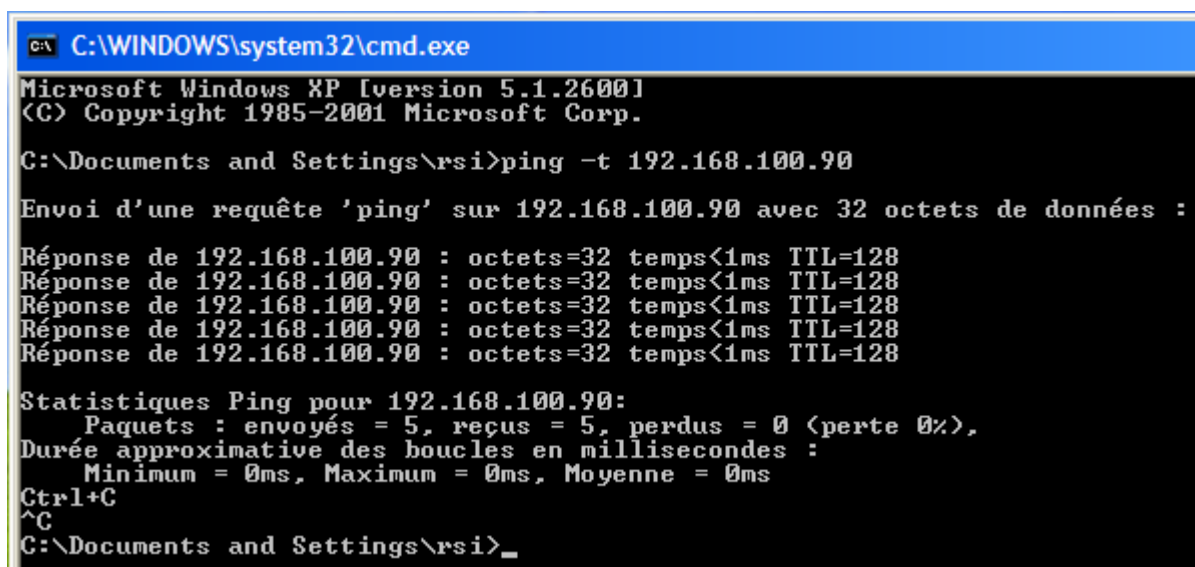 C:\WINDOWS\system32\cmd.exe
Microsoft Windows XP [version 5.1.2600]
(C) Copyright 1985-2001 Microsoft Corp.
C:\Documents and Settings\rsi>ping -t 192.168.100.90
Envoi d'une requête 'ping' sur 192.168.100.90 avec 32 octets de données :
Réponse de 192.168.100.90 : octets=32 temps<1ms TTL=128
Réponse de 192.168.100.90 : octets=32 temps<1ms TTL=128
Réponse de 192.168.100.90 : octets=32 temps<1ms TTL=128
Réponse de 192.168.100.90 : octets=32 temps<1ms TTL=128
Réponse de 192.168.100.90 : octets=32 temps<1ms TTL=128
Statistiques Ping pour 192.168.100.90:
Paquets : envoyés = 5, reçus = 5, perdus = 0 (perte 0%),
Durée approximative des boucles en millisecondes :
Minimum = 0ms, Maximum = 0ms, Moyenne = 0ms
Ctrl+C
^C
C:\Documents and Settings\rsi>_